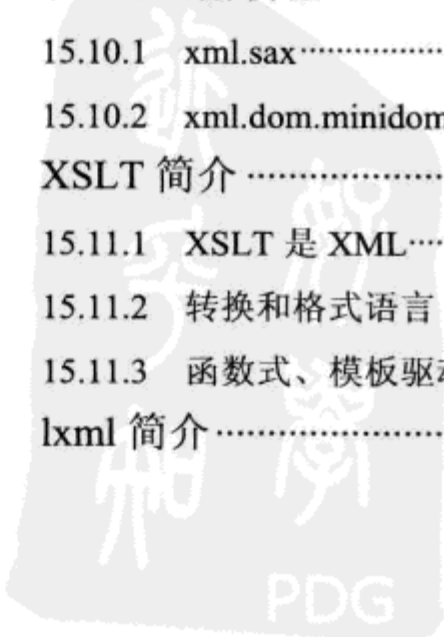 15.10.1 xml.sax
15.10.2 xml.dom.minidom
XSLT 简介
15.11.1 XSLT 是 XML
15.11.2 转换和格式语言
15.11.3 函数式、模板驱动
lxml 简介
PDG